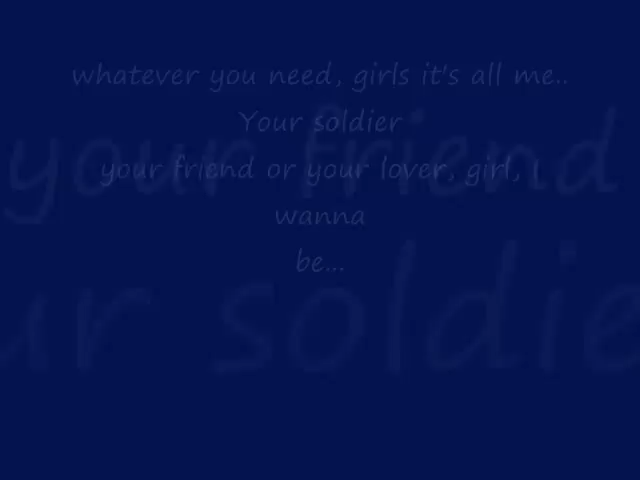 whatever you need, girls it's all me..
Your soldier
your friend or your lover, girl, I
wanna
be...
your friend
ur soldie